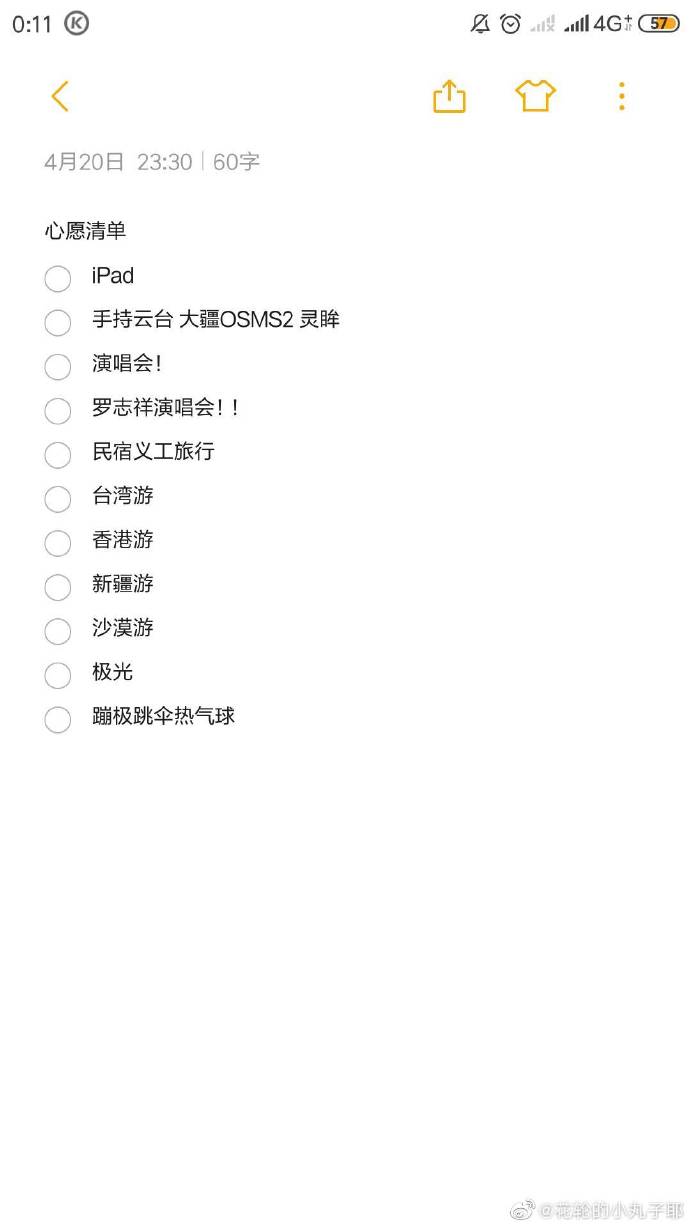 0:11 K 4G+ 57
4月20日 23:30 | 60字
心愿清单
iPad
手持云台 大疆OSMS2 灵眸
演唱会！
罗志祥演唱会！！
民宿义工旅行
台湾游
香港游
新疆游
沙漠游
极光
蹦极跳伞热气球
@花轮的小丸子耶